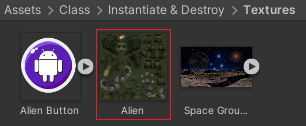 Assets > Class > Instantiate & Destroy > Textures
Alien Button Alien Space Grou...